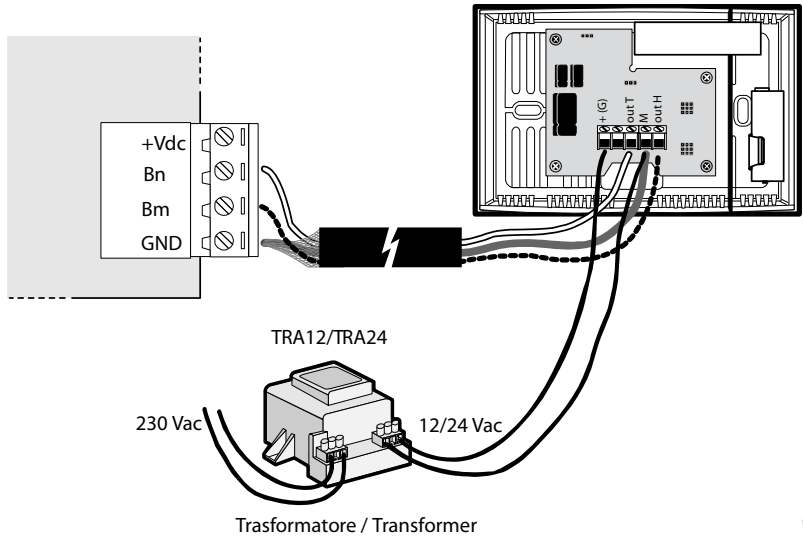 + (G)
out T
M
out H
+Vdc
Bn
Bm
GND
TRA12/TRA24
230 Vac
12/24 Vac
Trasformatore / Transformer